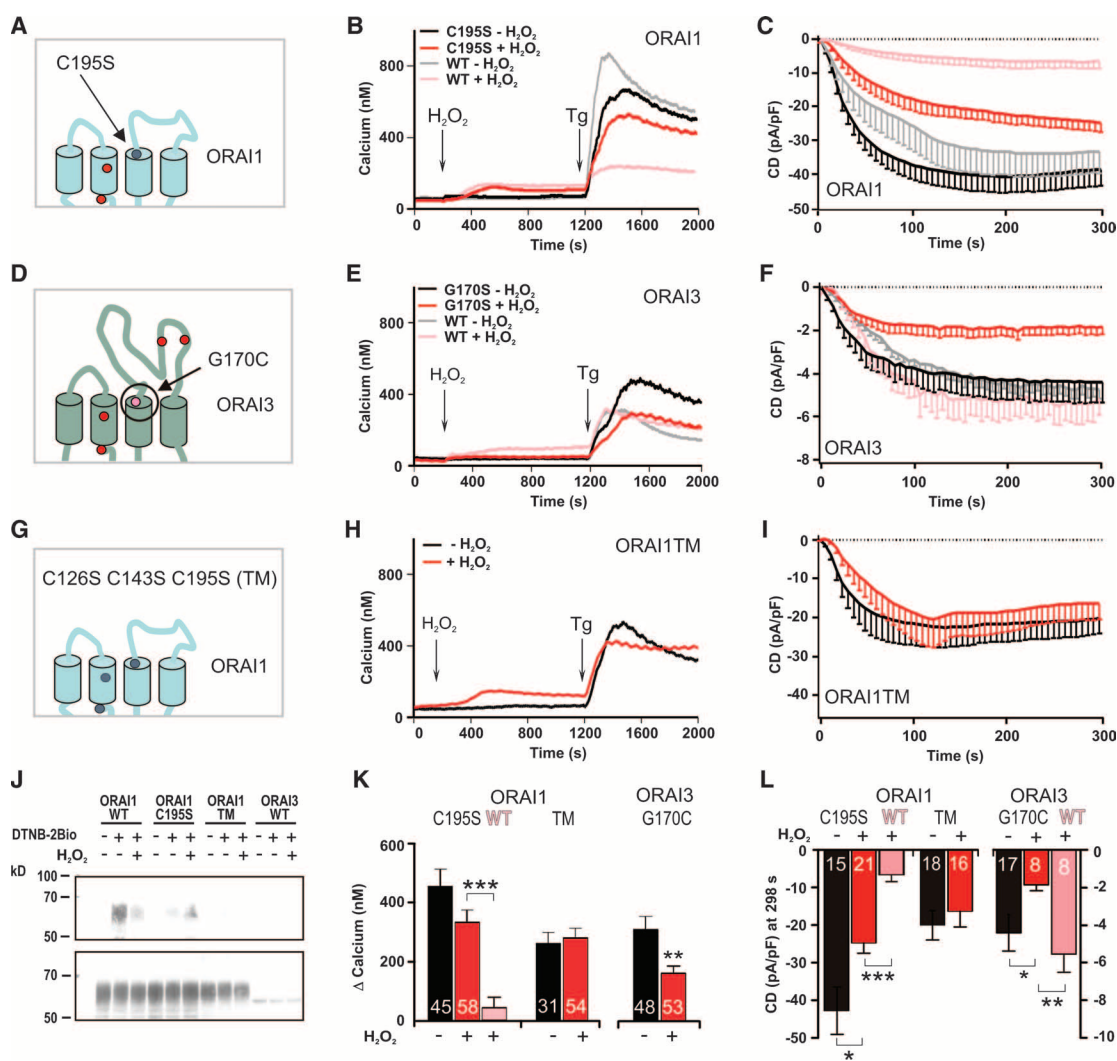 A
C195S
ORAI1
B
C195S - H₂O₂
C195S + H₂O₂
WT - H₂O₂
WT + H₂O₂
ORAI1
H₂O₂
Tg
Calcium (nM)
800
400
0
0 400 800 1200 1600 2000
Time (s)
C
CD (pA/pF)
0
-10
-20
-30
-40
-50
ORAI1
0 100 200 300
Time (s)
D
G170C
ORAI3
E
G170S - H₂O₂
G170S + H₂O₂
WT - H₂O₂
WT + H₂O₂
ORAI3
H₂O₂
Tg
Calcium (nM)
800
400
0
0 400 800 1200 1600 2000
Time (s)
F
CD (pA/pF)
0
-2
-4
-6
-8
ORAI3
0 100 200 300
Time (s)
G
C126S C143S C195S (TM)
ORAI1
H
- H₂O₂
+ H₂O₂
ORAI1TM
H₂O₂
Tg
Calcium (nM)
800
400
0
0 400 800 1200 1600 2000
Time (s)
I
CD (pA/pF)
0
-10
-20
-30
-40
ORAI1TM
0 100 200 300
Time (s)
J
ORAI1 ORAI1 ORAI1 ORAI3
WT C195S TM WT
DTNB-2Bio - + + - + + - + + - + +
H₂O₂ - - + - - + - - + - - +
kD
100
70
50
70
50
K
ORAI1 ORAI3
C195S WT TM G170C
Δ Calcium (nM)
600
400
200
0
***
**
45 58 31 54 48 53
H₂O₂ - + + - + - +
L
ORAI1 ORAI3
C195S WT TM G170C WT
H₂O₂ - + + - + - + +
CD (pA/pF) at 298 s
0
-10
-20
-30
-40
-50
15 21 8 18 16 17 8 8
0
-2
-4
-6
-8
-10
*
***
*
**